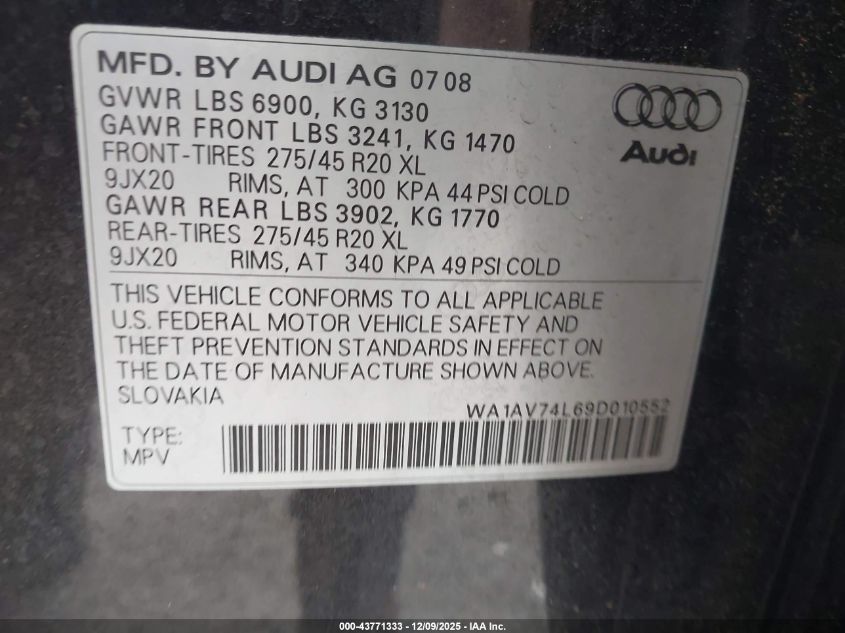 MFD. BY AUDI AG 07 08
GVWR LBS 6900, KG 3130
GAWR FRONT LBS 3241, KG 1470
FRONT-TIRES 275/45 R20 XL
9JX20 RIMS, AT 300 KPA 44 PSI COLD
GAWR REAR LBS 3902, KG 1770
REAR-TIRES 275/45 R20 XL
9JX20 RIMS, AT 340 KPA 49 PSI COLD
Audi
THIS VEHICLE CONFORMS TO ALL APPLICABLE
U.S. FEDERAL MOTOR VEHICLE SAFETY AND
THEFT PREVENTION STANDARDS IN EFFECT ON
THE DATE OF MANUFACTURE SHOWN ABOVE.
SLOVAKIA
WA1AV74L69D010552
TYPE:
MPV
000-43771333 - 12/09/2025 - IAA Inc.